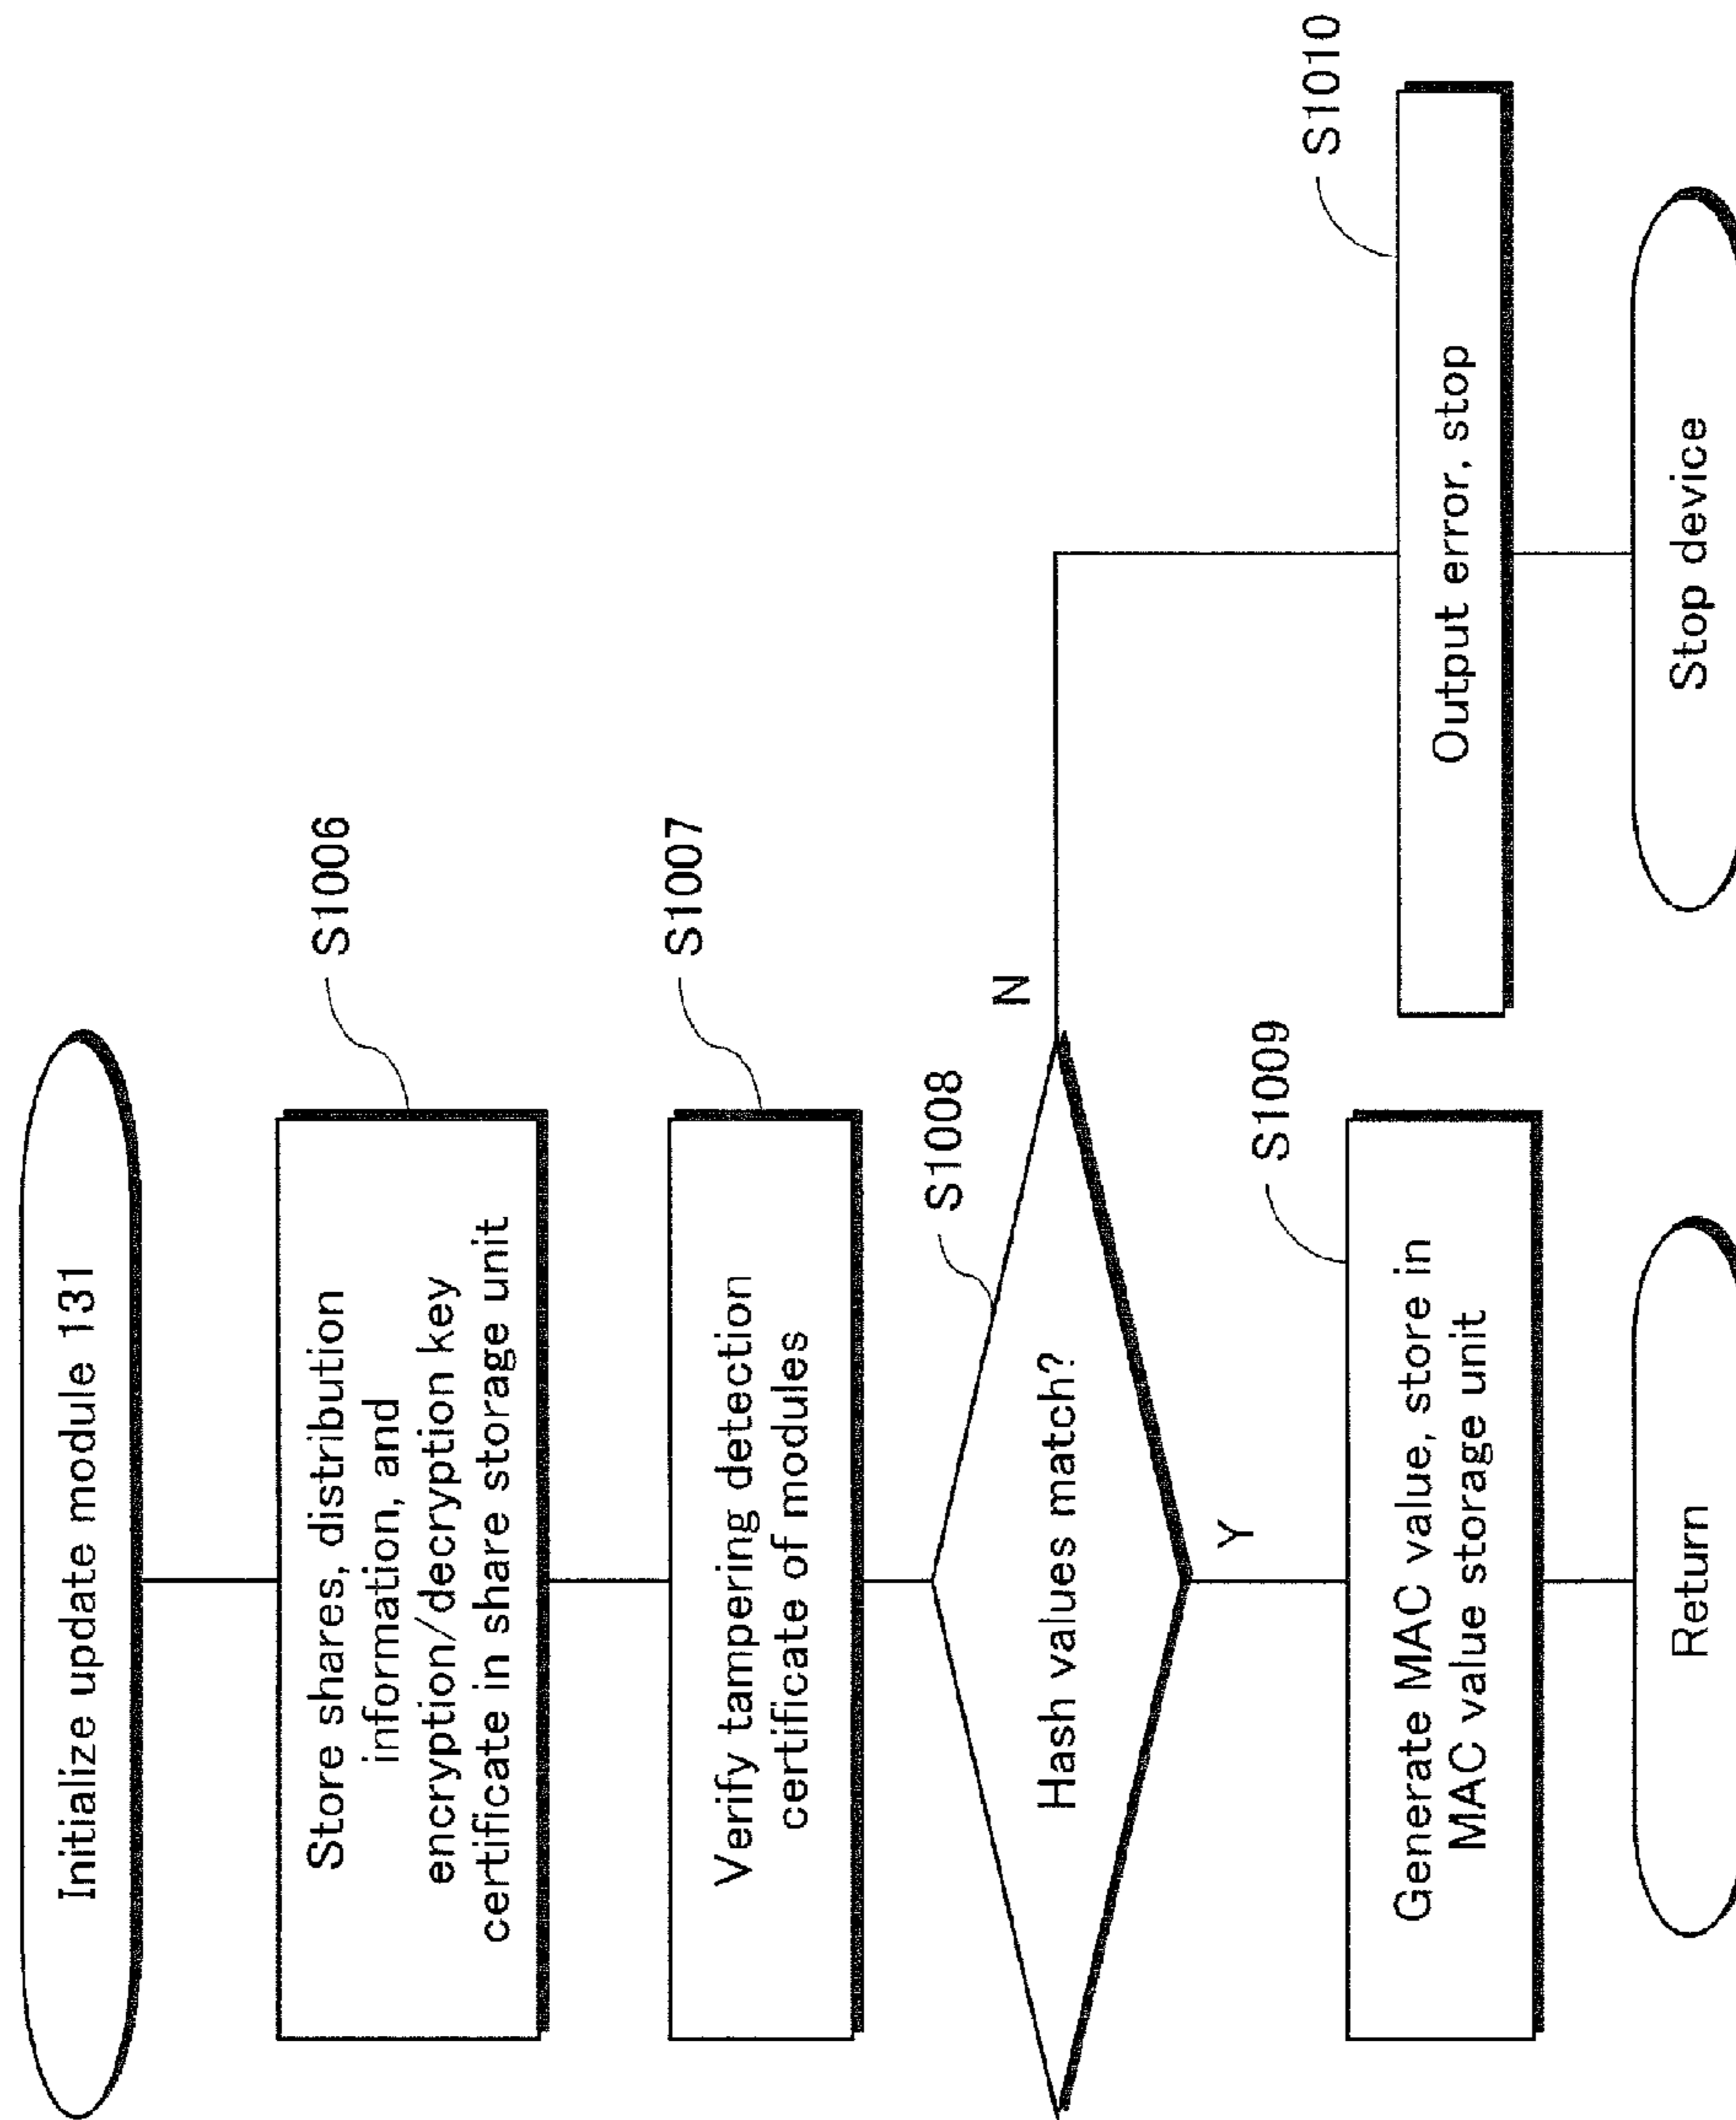 Initialize update module 131
S1006
Store shares, distribution
information, and
encryption/decryption key
certificate in share storage unit
S1007
Verify tampering detection
certificate of modules
S1008
Hash values match?
N
Y
S1009
Generate MAC value, store in
MAC value storage unit
S1010
Output error, stop
Return
Stop device